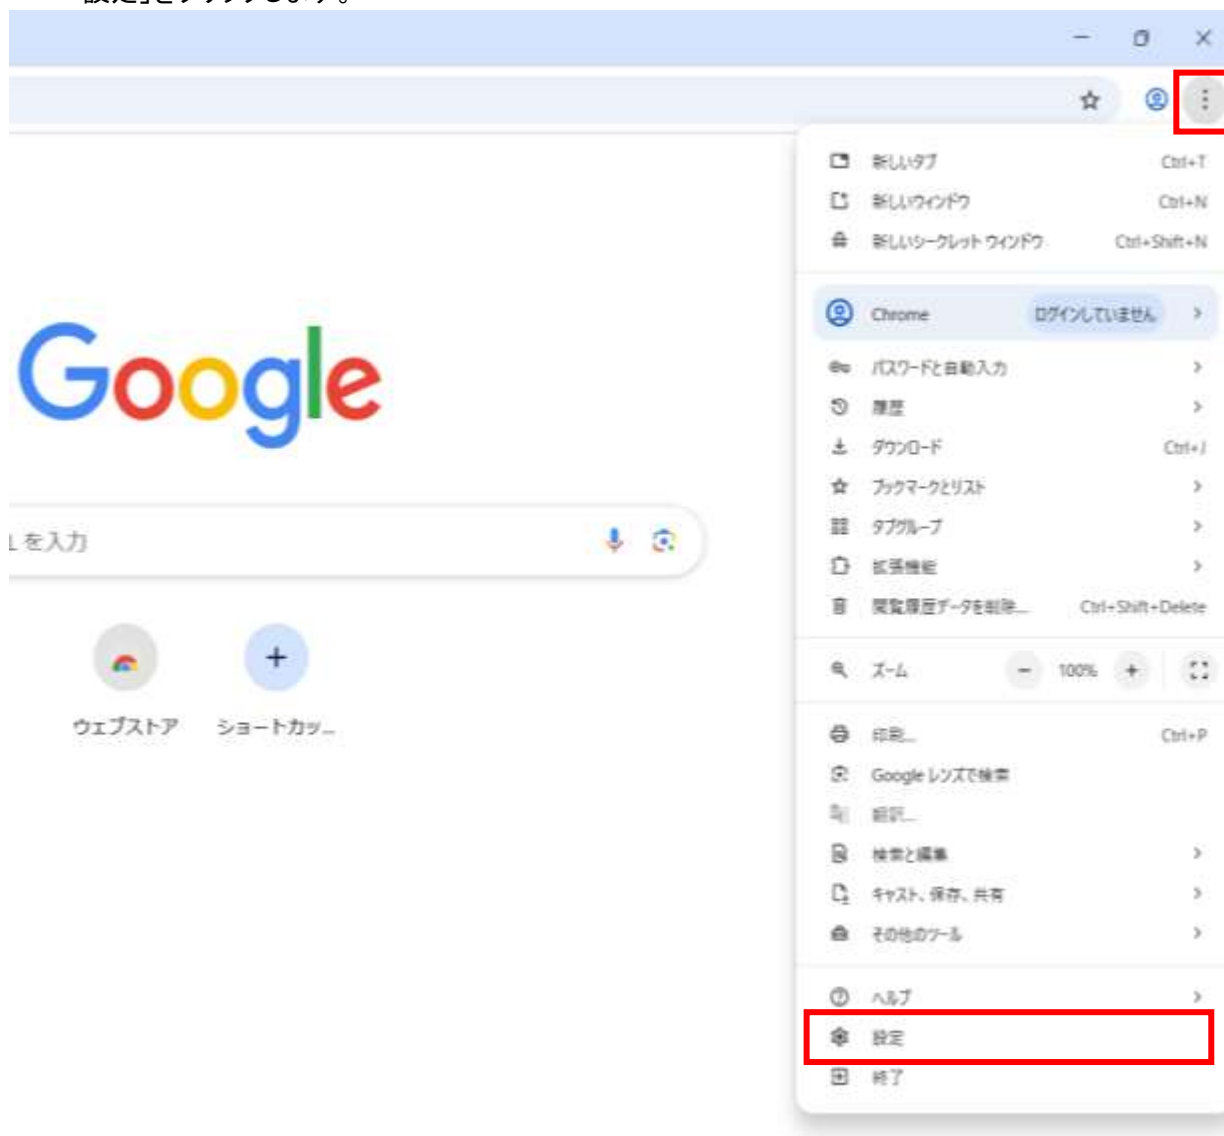 設定」をクリックします。
新しいタブ Ctrl+T
新しいウィンドウ Ctrl+N
新しいシークレット ウィンドウ Ctrl+Shift+N
Chrome ログインしていません
Google
パスワードと自動入力
履歴
ダウンロード Ctrl+J
ブックマークとリスト
タブグループ
を入力
拡張機能
閲覧履歴データを削除... Ctrl+Shift+Delete
ズーム 100%
ウェブストア ショートカッ...
印刷... Ctrl+P
Google レンズで検索
翻訳...
検索と編集
キャスト、保存、共有
その他のツール
ヘルプ
設定
終了